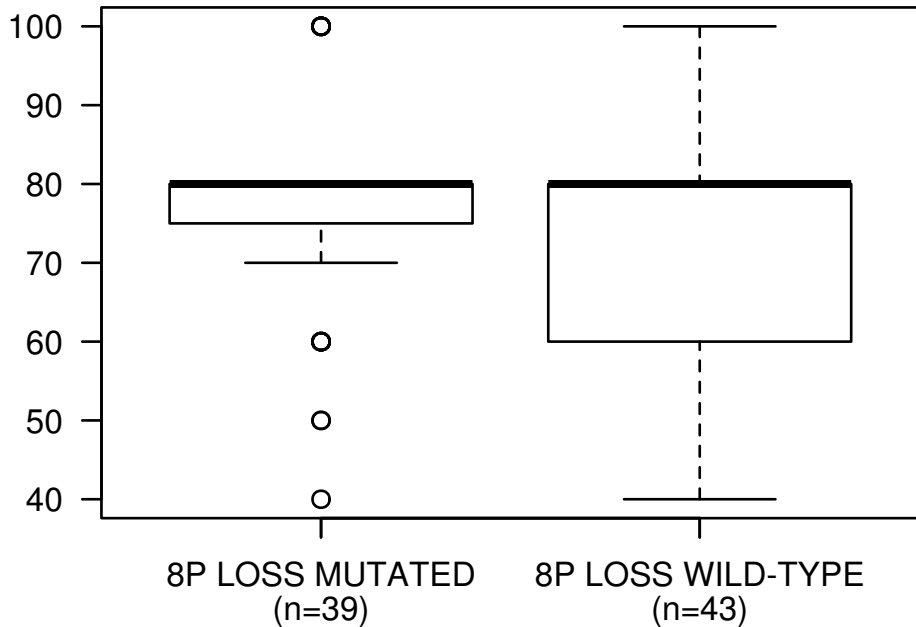 100
90
80
70
60
50
40
8P LOSS MUTATED
(n=39)
8P LOSS WILD-TYPE
(n=43)